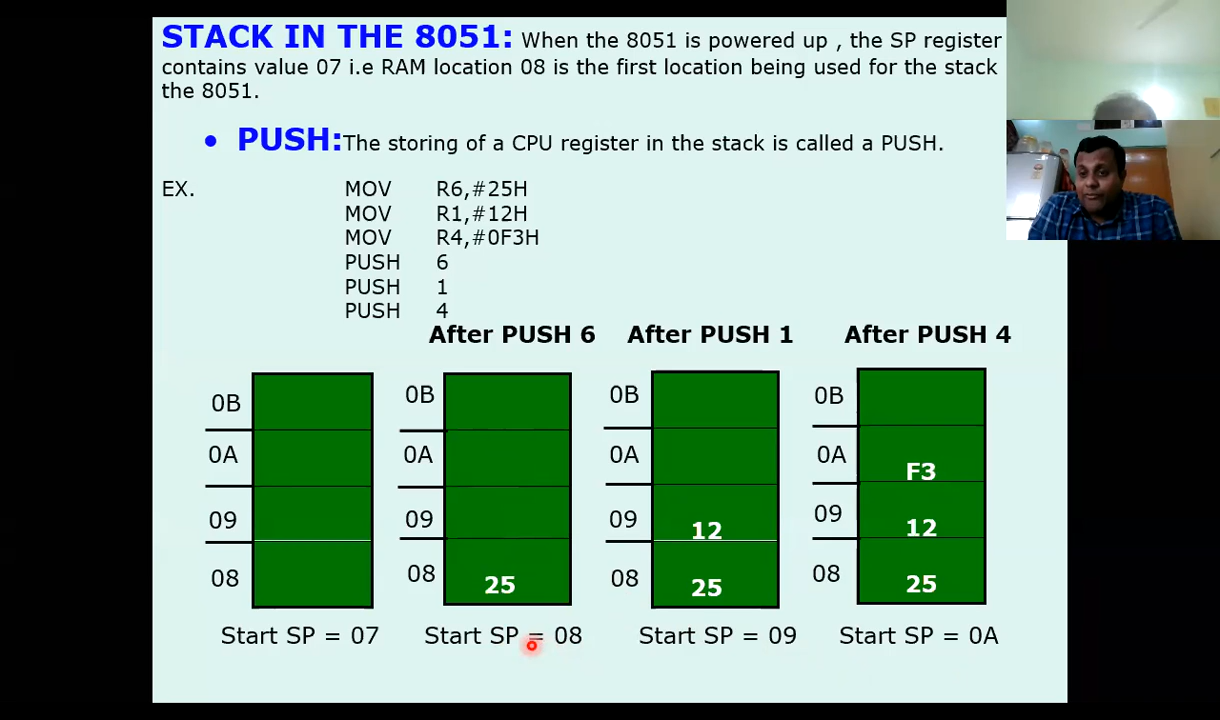 STACK IN THE 8051: When the 8051 is powered up , the SP register
contains value 07 i.e RAM location 08 is the first location being used for the stack
the 8051.
• PUSH:The storing of a CPU register in the stack is called a PUSH.
EX. MOV R6,#25H
MOV R1,#12H
MOV R4,#0F3H
PUSH 6
PUSH 1
PUSH 4
After PUSH 6 After PUSH 1 After PUSH 4
0B 0B 0B 0B
0A 0A 0A 0A F3
09 09 09 12 09 12
08 08 25 08 25 08 25
Start SP = 07 Start SP = 08 Start SP = 09 Start SP = 0A